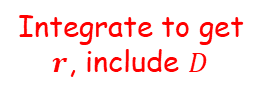 Integrate to get
r, include D